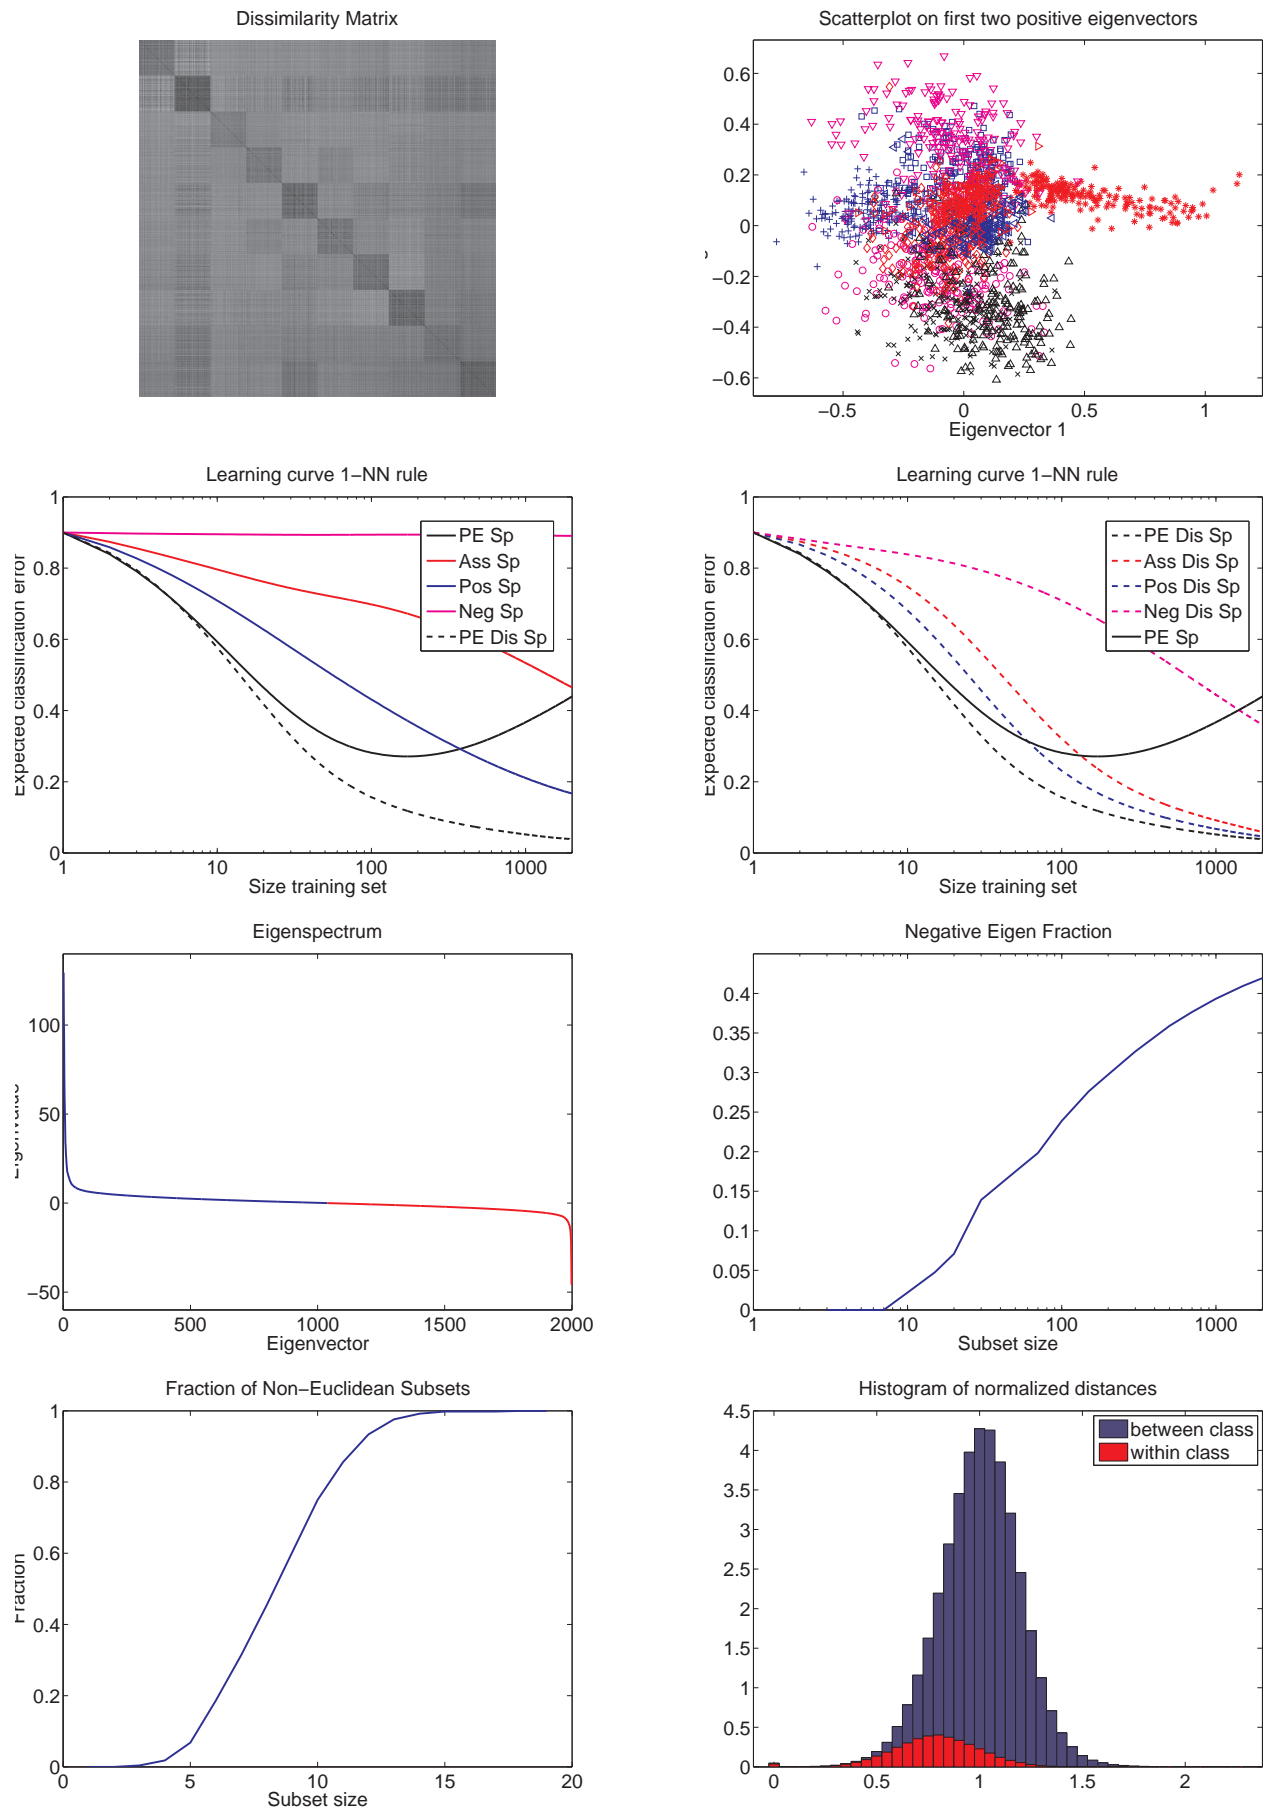 Dissimilarity Matrix
Scatterplot on first two positive eigenvectors
0.6
0.4
0.2
0
−0.2
−0.4
−0.6
−0.5
0
0.5
1
Eigenvector 1
Learning curve 1−NN rule
1
0.8
0.6
0.4
0.2
0
1
10
100
1000
Size training set
Expected classification error
PE Sp
Ass Sp
Pos Sp
Neg Sp
PE Dis Sp
Learning curve 1−NN rule
1
0.8
0.6
0.4
0.2
0
1
10
100
1000
Size training set
Expected classification error
PE Dis Sp
Ass Dis Sp
Pos Dis Sp
Neg Dis Sp
PE Sp
Eigenspectrum
100
50
0
−50
0
500
1000
1500
2000
Eigenvector
Eigenvalue
Negative Eigen Fraction
0.4
0.35
0.3
0.25
0.2
0.15
0.1
0.05
0
1
10
100
1000
Subset size
Fraction of Non−Euclidean Subsets
1
0.8
0.6
0.4
0.2
0
0
5
10
15
20
Subset size
Fraction
Histogram of normalized distances
4.5
4
3.5
3
2.5
2
1.5
1
0.5
0
0
0.5
1
1.5
2
between class
within class